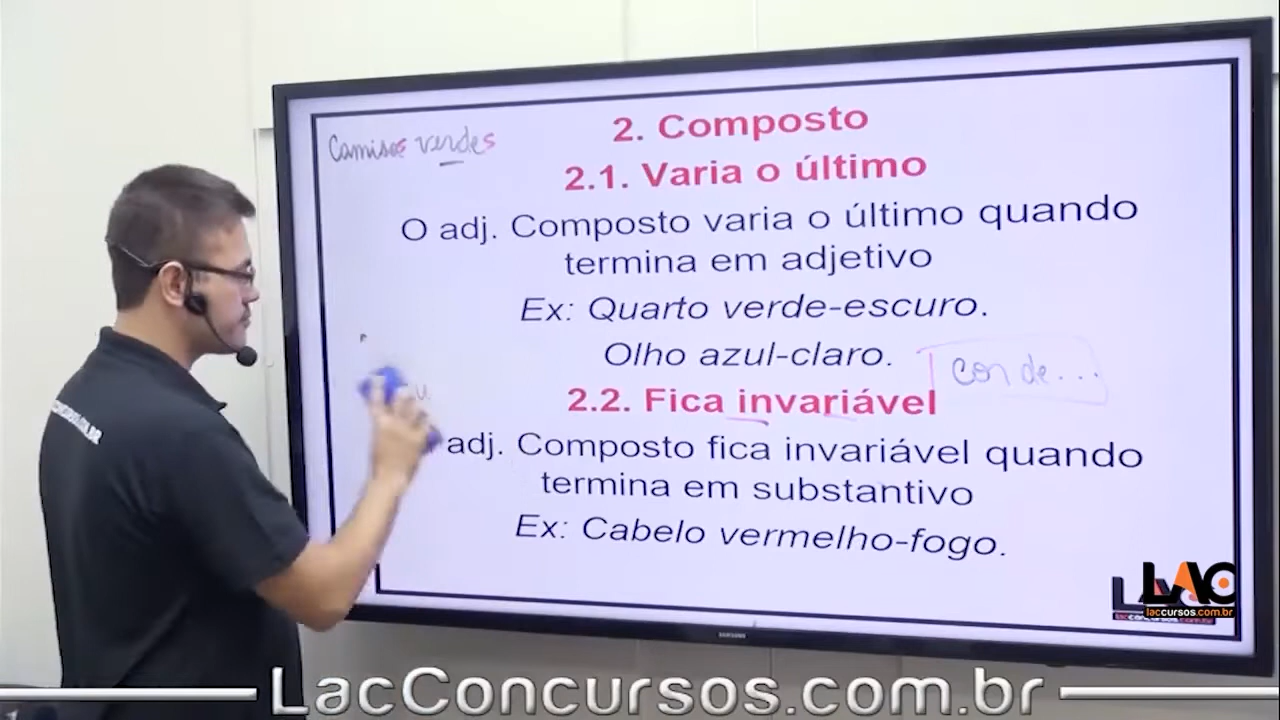 Camisas verdes
2. Composto
2.1. Varia o último
O adj. Composto varia o último quando
termina em adjetivo
Ex: Quarto verde-escuro.
Olho azul-claro.
cor de...
2.2. Fica invariável
adj. Composto fica invariável quando
termina em substantivo
Ex: Cabelo vermelho-fogo.
LAC
laccursos.com.br
SAMSUNG
LacConcursos.com.br